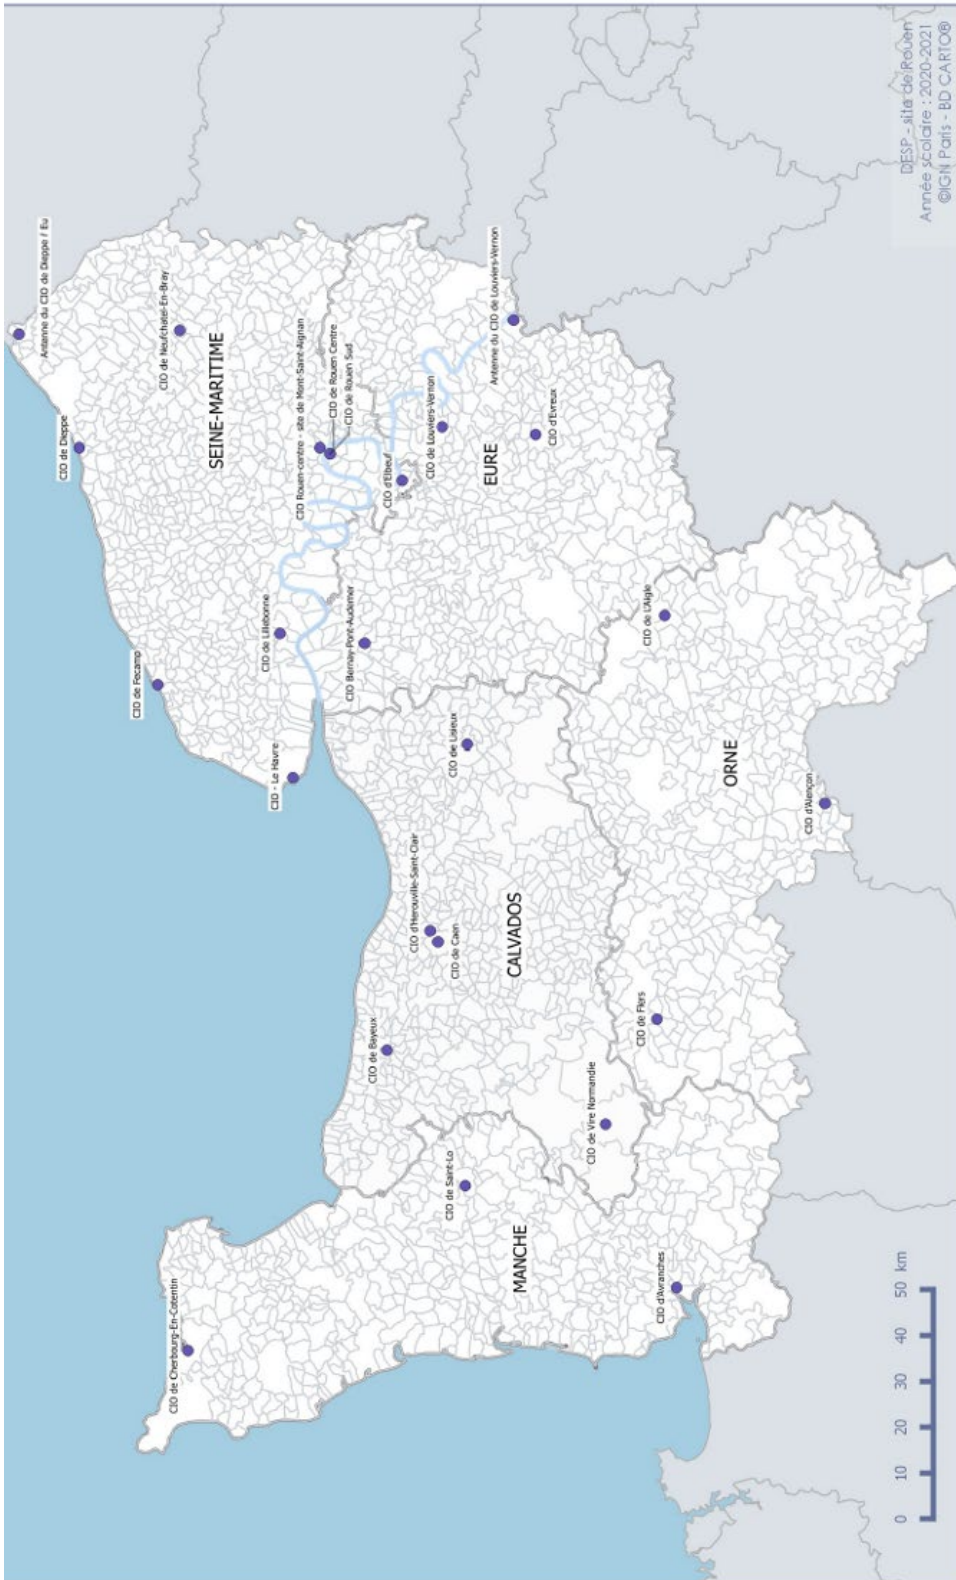 Antenne du CIO de Dieppe / Eu
CIO de Dieppe
CIO de Neufchatel-En-Bray
SEINE-MARITIME
CIO de Fecamp
CIO de Lillebonne
CIO - Le Havre
CIO Rouen-centre - site de Mont-Saint-Aignan
CIO de Rouen Centre
CIO de Rouen Sud
CIO d'Elbeuf
CIO de Louviers-Vernon
Antenne du CIO de Louviers-Vernon
CIO Bernay-Pont-Audemer
EURE
CIO d'Evreux
CIO de Cherbourg-En-Cotentin
CIO de Bayeux
CIO d'Herouville-Saint-Clair
CIO de Caen
CIO de Lisieux
CALVADOS
CIO de Saint-Lo
MANCHE
CIO de Vire Normandie
CIO de Flers
CIO de L'Aigle
ORNE
CIO d'Avranches
CIO d'Alençon
0 10 20 30 40 50 km
DESP - site de Rouen
Année scolaire : 2020-2021
©IGN Paris - BD CARTO®